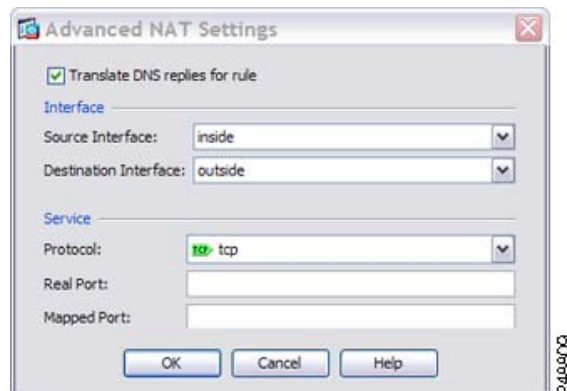 Advanced NAT Settings
Translate DNS replies for rule
Interface
Source Interface: inside
Destination Interface: outside
Service
Protocol: TCP tcp
Real Port:
Mapped Port:
OK Cancel Help